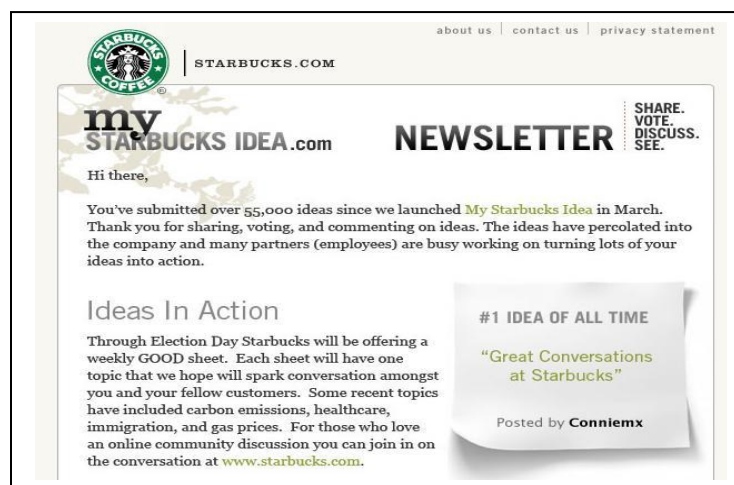 about us | contact us | privacy statement
STARBUCKS COFFEE ®
STARBUCKS.COM
my
STARBUCKS IDEA.com
NEWSLETTER
SHARE.
VOTE.
DISCUSS.
SEE.
Hi there,
You've submitted over 55,000 ideas since we launched My Starbucks Idea in March.
Thank you for sharing, voting, and commenting on ideas. The ideas have percolated into
the company and many partners (employees) are busy working on turning lots of your
ideas into action.
Ideas In Action
Through Election Day Starbucks will be offering a
weekly GOOD sheet. Each sheet will have one
topic that we hope will spark conversation amongst
you and your fellow customers. Some recent topics
have included carbon emissions, healthcare,
immigration, and gas prices. For those who love
an online community discussion you can join in on
the conversation at www.starbucks.com.
#1 IDEA OF ALL TIME
“Great Conversations
at Starbucks”
Posted by Conniemx